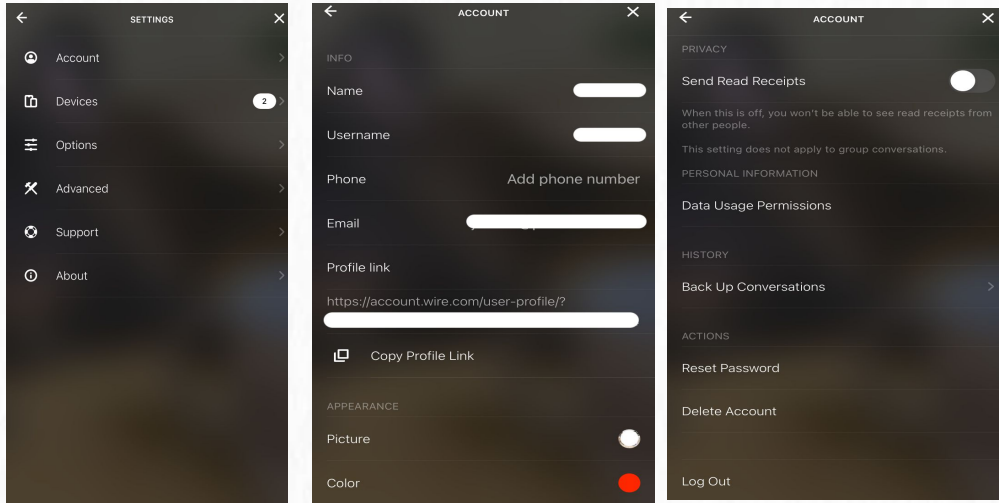 SETTINGS
Account
Devices 2
Options
Advanced
Support
About
ACCOUNT
INFO
Name
Username
Phone Add phone number
Email
Profile link
https://account.wire.com/user-profile/?
Copy Profile Link
APPEARANCE
Picture
Color
ACCOUNT
PRIVACY
Send Read Receipts
When this is off, you won't be able to see read receipts from
other people.
This setting does not apply to group conversations.
PERSONAL INFORMATION
Data Usage Permissions
HISTORY
Back Up Conversations
ACTIONS
Reset Password
Delete Account
Log Out